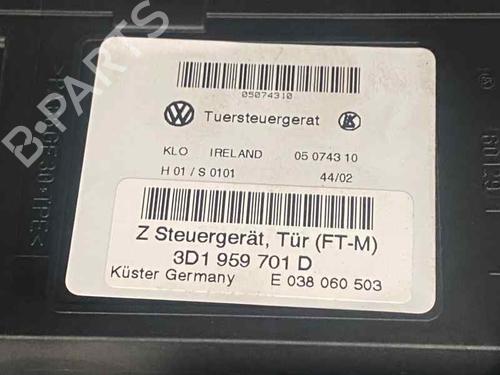 05074310
Tuersteuergerat
KLO IRELAND 05 0743 10
H 01 / S 0101 44/02
Z Steuergerät, Tür (FT-M)
3D1 959 701 D
Küster Germany E 038 060 503
B-PARTS